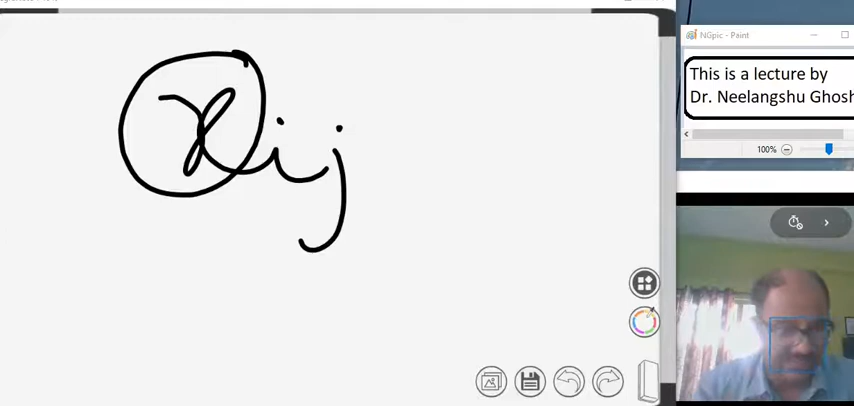 xij
NGpic - Paint
This is a lecture by
Dr. Neelangshu Ghosh
100%